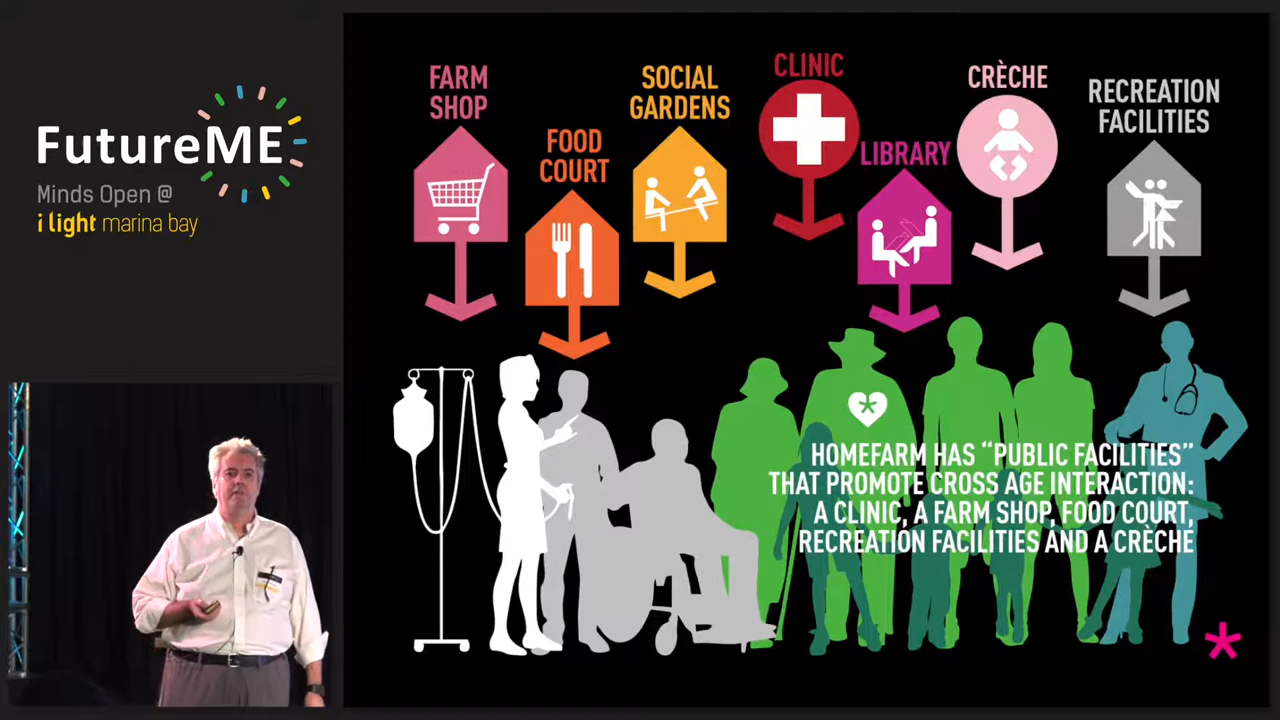 FutureME
Minds Open @
i light marina bay
FARM
SHOP
FOOD
COURT
SOCIAL
GARDENS
CLINIC
LIBRARY
CRÈCHE
RECREATION
FACILITIES
HOMEFARM HAS “PUBLIC FACILITIES”
THAT PROMOTE CROSS AGE INTERACTION:
A CLINIC, A FARM SHOP, FOOD COURT,
RECREATION FACILITIES AND A CRÈCHE